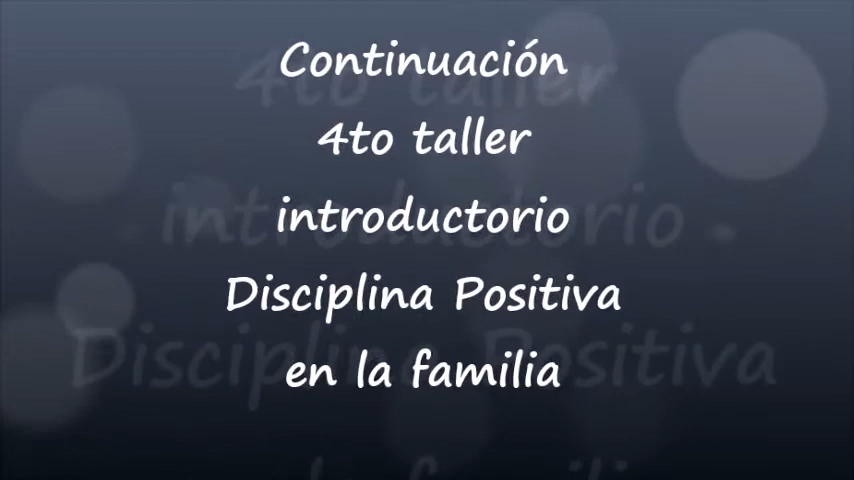 Continuación
4to taller
introductorio
Disciplina Positiva
en la familia